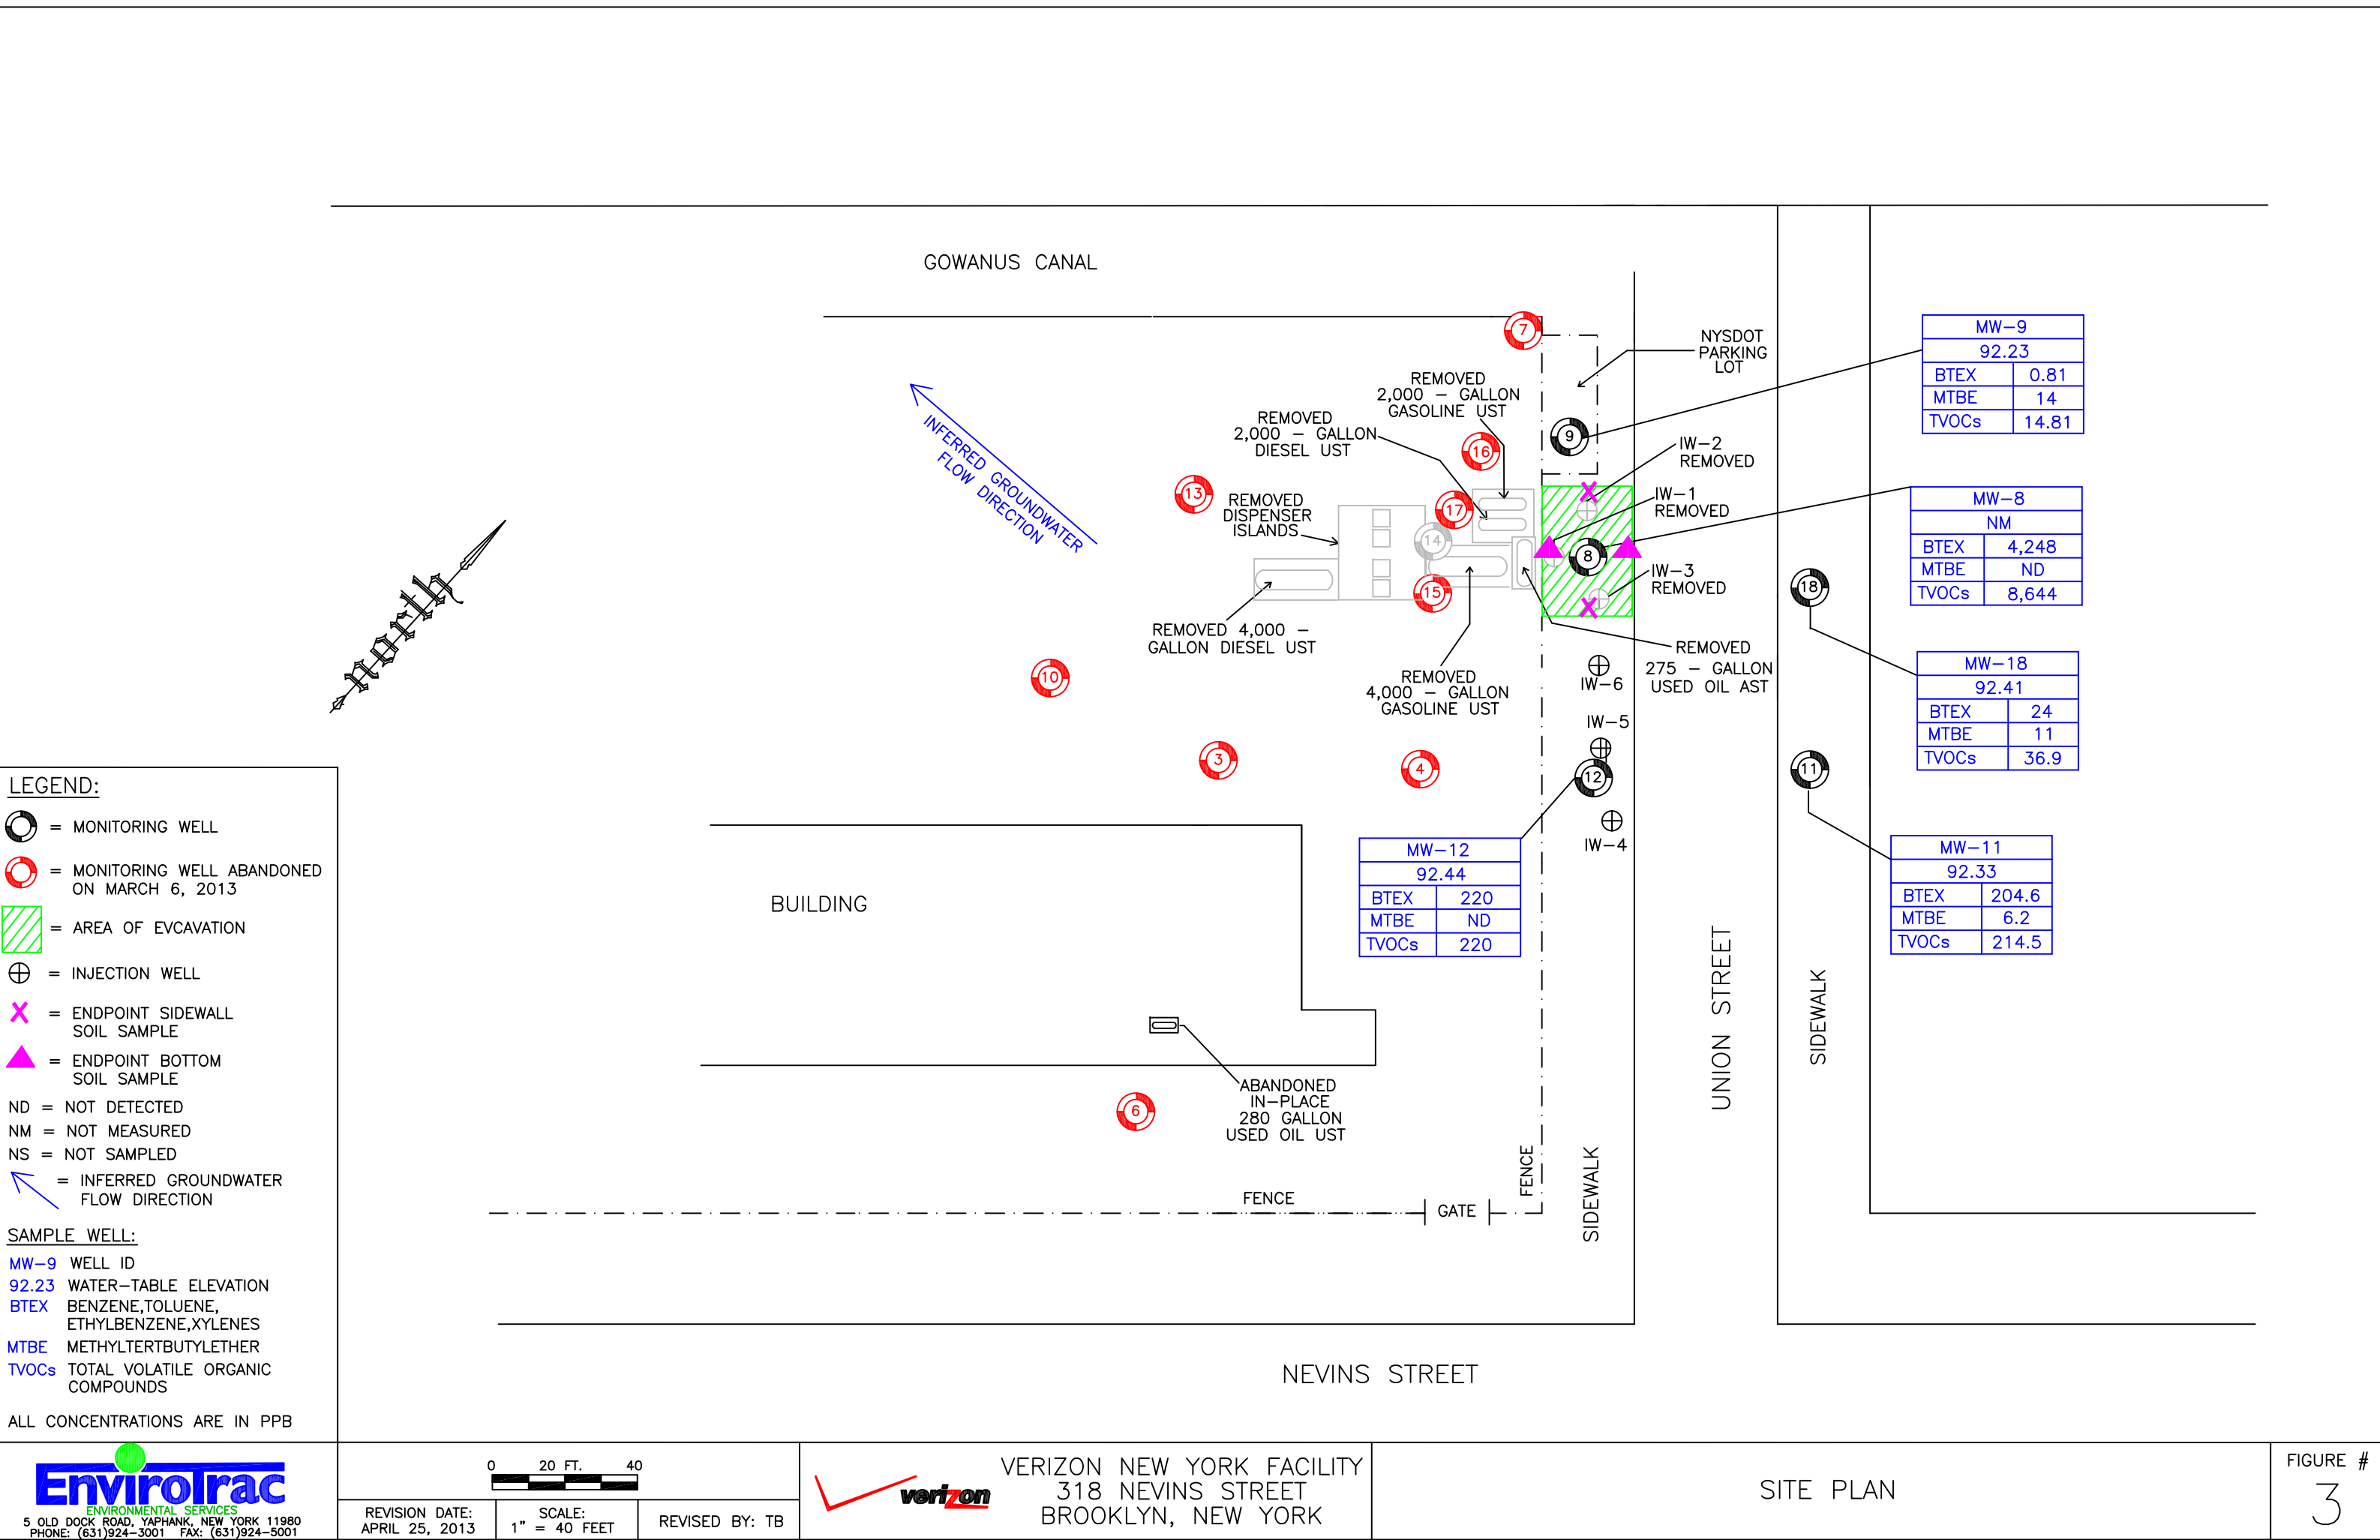 GOWANUS CANAL
INFERRED GROUNDWATER
FLOW DIRECTION
7
NYSDOT
PARKING
LOT
REMOVED
2,000 – GALLON
GASOLINE UST
REMOVED
2,000 – GALLON
DIESEL UST
9
16
IW–2
REMOVED
13
REMOVED
DISPENSER
ISLANDS
17
IW–1
REMOVED
14
8
15
IW–3
REMOVED
18
REMOVED 4,000 –
GALLON DIESEL UST
REMOVED
4,000 – GALLON
GASOLINE UST
REMOVED
275 – GALLON
USED OIL AST
10
IW–6
IW–5
3
4
12
11
IW–4
MW–9
92.23
BTEX 0.81
MTBE 14
TVOCs 14.81
MW–8
NM
BTEX 4,248
MTBE ND
TVOCs 8,644
MW–18
92.41
BTEX 24
MTBE 11
TVOCs 36.9
MW–12
92.44
BTEX 220
MTBE ND
TVOCs 220
MW–11
92.33
BTEX 204.6
MTBE 6.2
TVOCs 214.5
BUILDING
ABANDONED
IN–PLACE
280 GALLON
USED OIL UST
6
FENCE
GATE
FENCE
SIDEWALK
UNION STREET
SIDEWALK
NEVINS STREET
LEGEND:
= MONITORING WELL
= MONITORING WELL ABANDONED
ON MARCH 6, 2013
= AREA OF EVCAVATION
= INJECTION WELL
= ENDPOINT SIDEWALL
SOIL SAMPLE
= ENDPOINT BOTTOM
SOIL SAMPLE
ND = NOT DETECTED
NM = NOT MEASURED
NS = NOT SAMPLED
= INFERRED GROUNDWATER
FLOW DIRECTION
SAMPLE WELL:
MW–9 WELL ID
92.23 WATER–TABLE ELEVATION
BTEX BENZENE,TOLUENE,
ETHYLBENZENE,XYLENES
MTBE METHYLTERTBUTYLETHER
TVOCs TOTAL VOLATILE ORGANIC
COMPOUNDS
ALL CONCENTRATIONS ARE IN PPB
EnviroTrac
ENVIRONMENTAL SERVICES
5 OLD DOCK ROAD, YAPHANK, NEW YORK 11980
PHONE: (631)924–3001 FAX: (631)924–5001
0 20 FT. 40
REVISION DATE:
APRIL 25, 2013
SCALE:
1" = 40 FEET
REVISED BY: TB
verizon
VERIZON NEW YORK FACILITY
318 NEVINS STREET
BROOKLYN, NEW YORK
SITE PLAN
FIGURE #
3